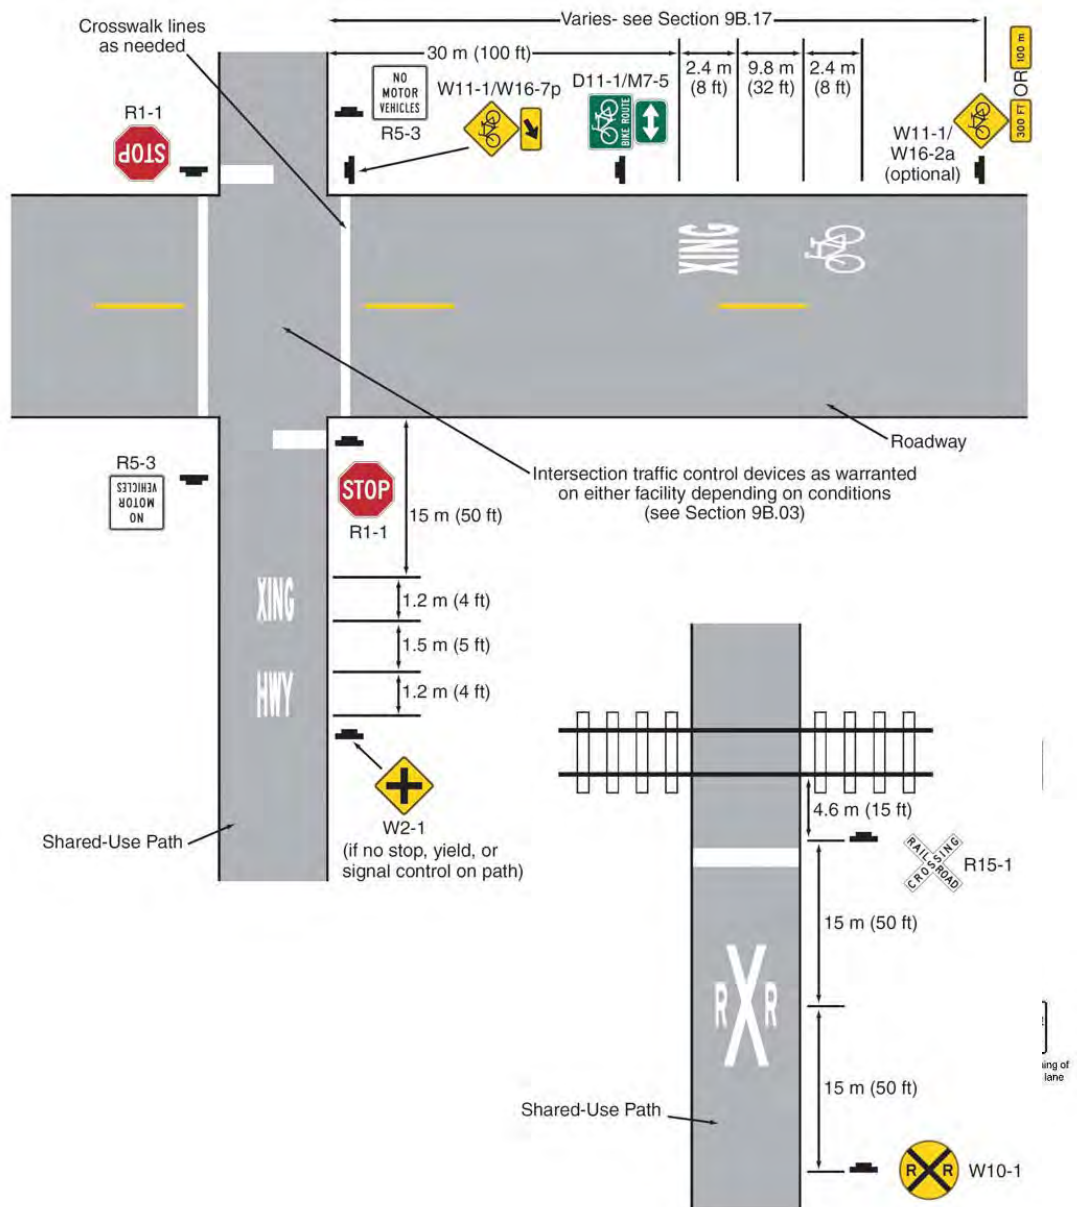 Varies- see Section 9B.17
Crosswalk lines
as needed
30 m (100 ft)
2.4 m
(8 ft)
9.8 m
(32 ft)
2.4 m
(8 ft)
300 FT
OR
100 m
R1-1
STOP
NO
MOTOR
VEHICLES
R5-3
W11-1/W16-7p
D11-1/M7-5
BIKE ROUTE
W11-1/
W16-2a
(optional)
XING
Roadway
Intersection traffic control devices as warranted
on either facility depending on conditions
(see Section 9B.03)
R5-3
NO
MOTOR
VEHICLES
STOP
R1-1
15 m (50 ft)
XING
1.2 m (4 ft)
1.5 m (5 ft)
HWY
1.2 m (4 ft)
W2-1
(if no stop, yield, or
signal control on path)
Shared-Use Path
4.6 m (15 ft)
RAILROAD
CROSSING
R15-1
15 m (50 ft)
R X R
15 m (50 ft)
Shared-Use Path
R R
W10-1
ing of
lane